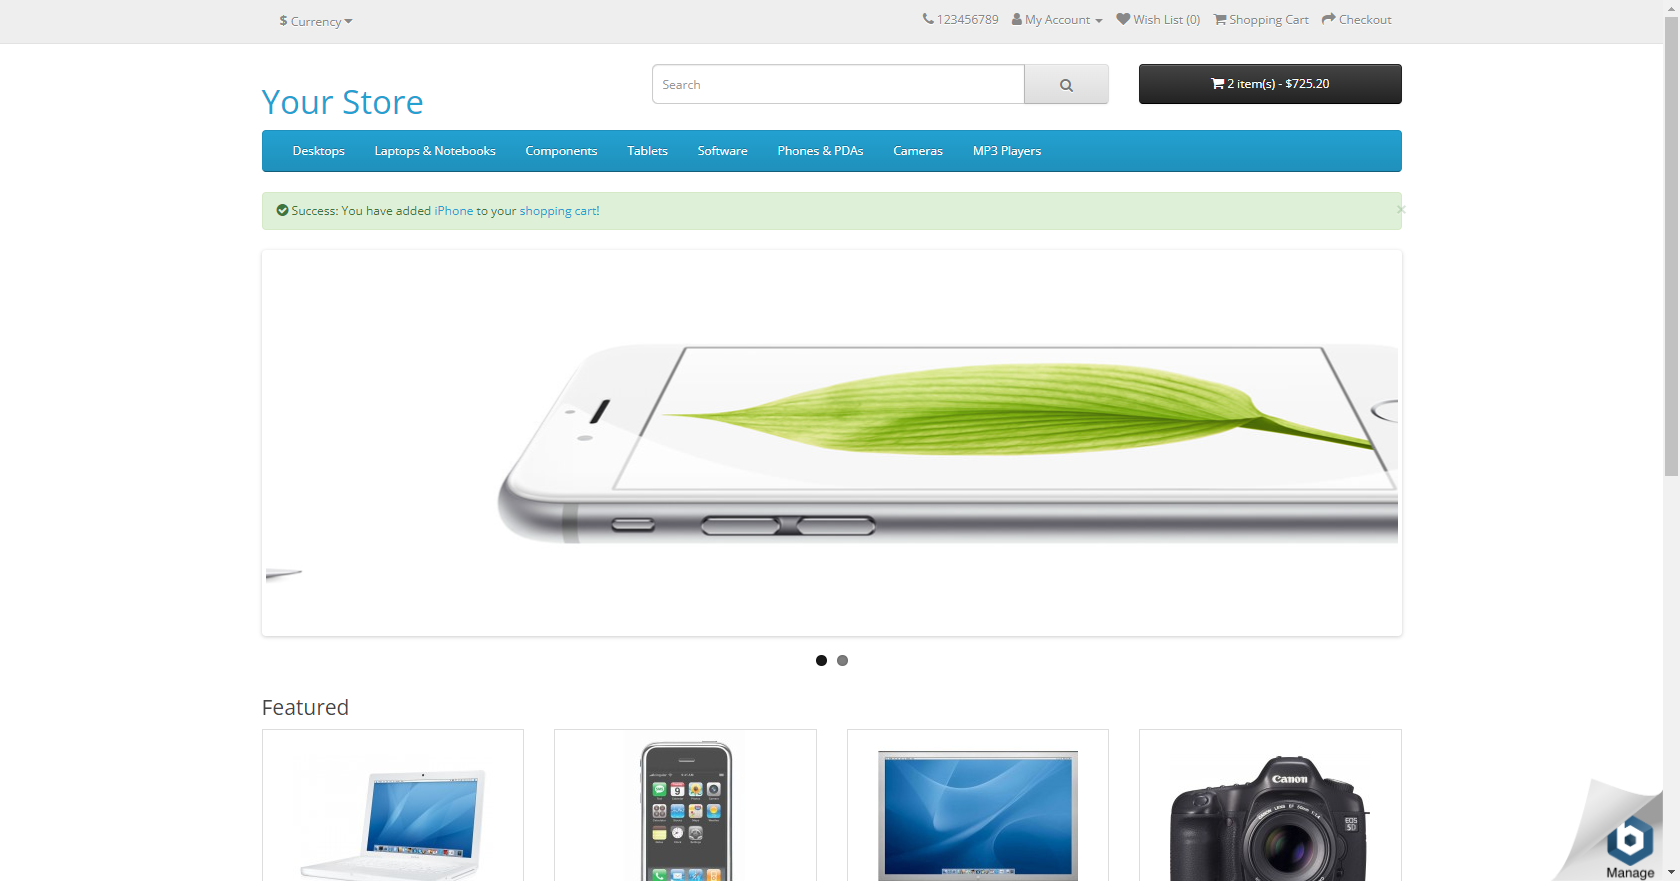 $ Currency
123456789 My Account Wish List (0) Shopping Cart Checkout
Your Store
Search
2 item(s) - $725.20
Desktops Laptops & Notebooks Components Tablets Software Phones & PDAs Cameras MP3 Players
Success: You have added iPhone to your shopping cart!
×
Featured
Canon
EOS
5D
Manage